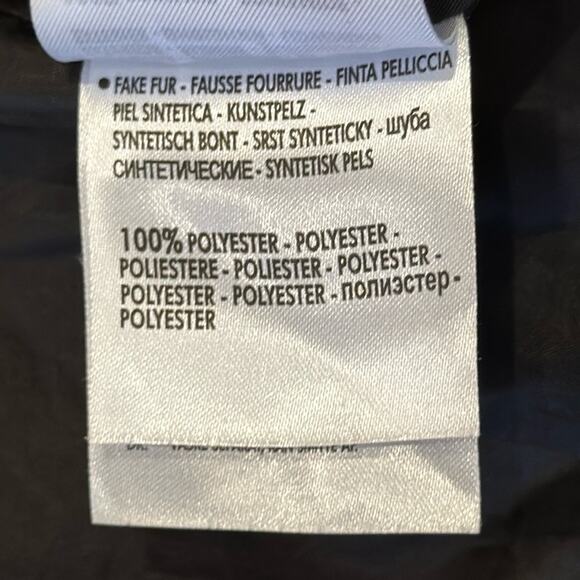 • FAKE FUR - FAUSSE FOURRURE - FINTA PELLICCIA
PIEL SINTETICA - KUNSTPELZ -
SYNTETISCH BONT - SRST SYNTETICKY - шуба
СИНТЕТИЧЕСКИЕ - SYNTETISK PELS
100% POLYESTER - POLYESTER -
POLIESTERE - POLIESTER - POLYESTER -
POLYESTER - POLYESTER - полиэстер -
POLYESTER